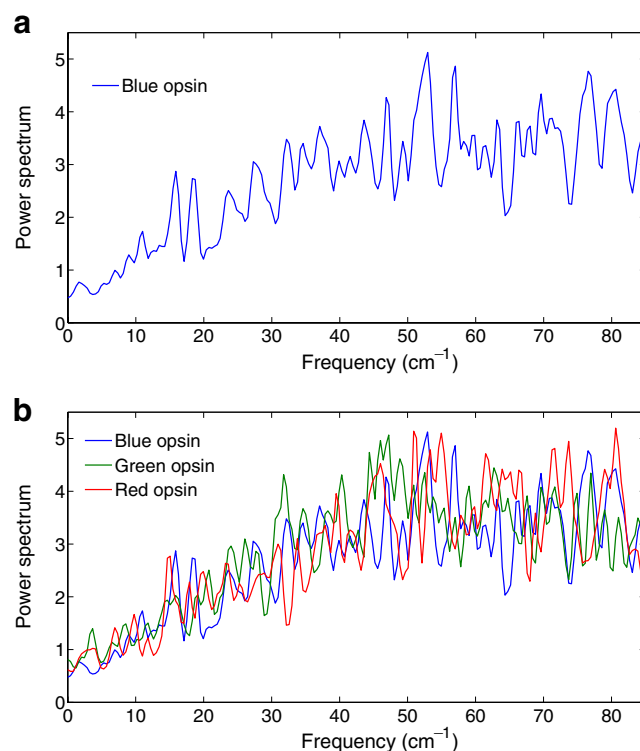 a
Power spectrum
5
4
3
2
1
0
Blue opsin
0 10 20 30 40 50 60 70 80
Frequency (cm⁻¹)
b
Power spectrum
5
4
3
2
1
0
Blue opsin
Green opsin
Red opsin
0 10 20 30 40 50 60 70 80
Frequency (cm⁻¹)